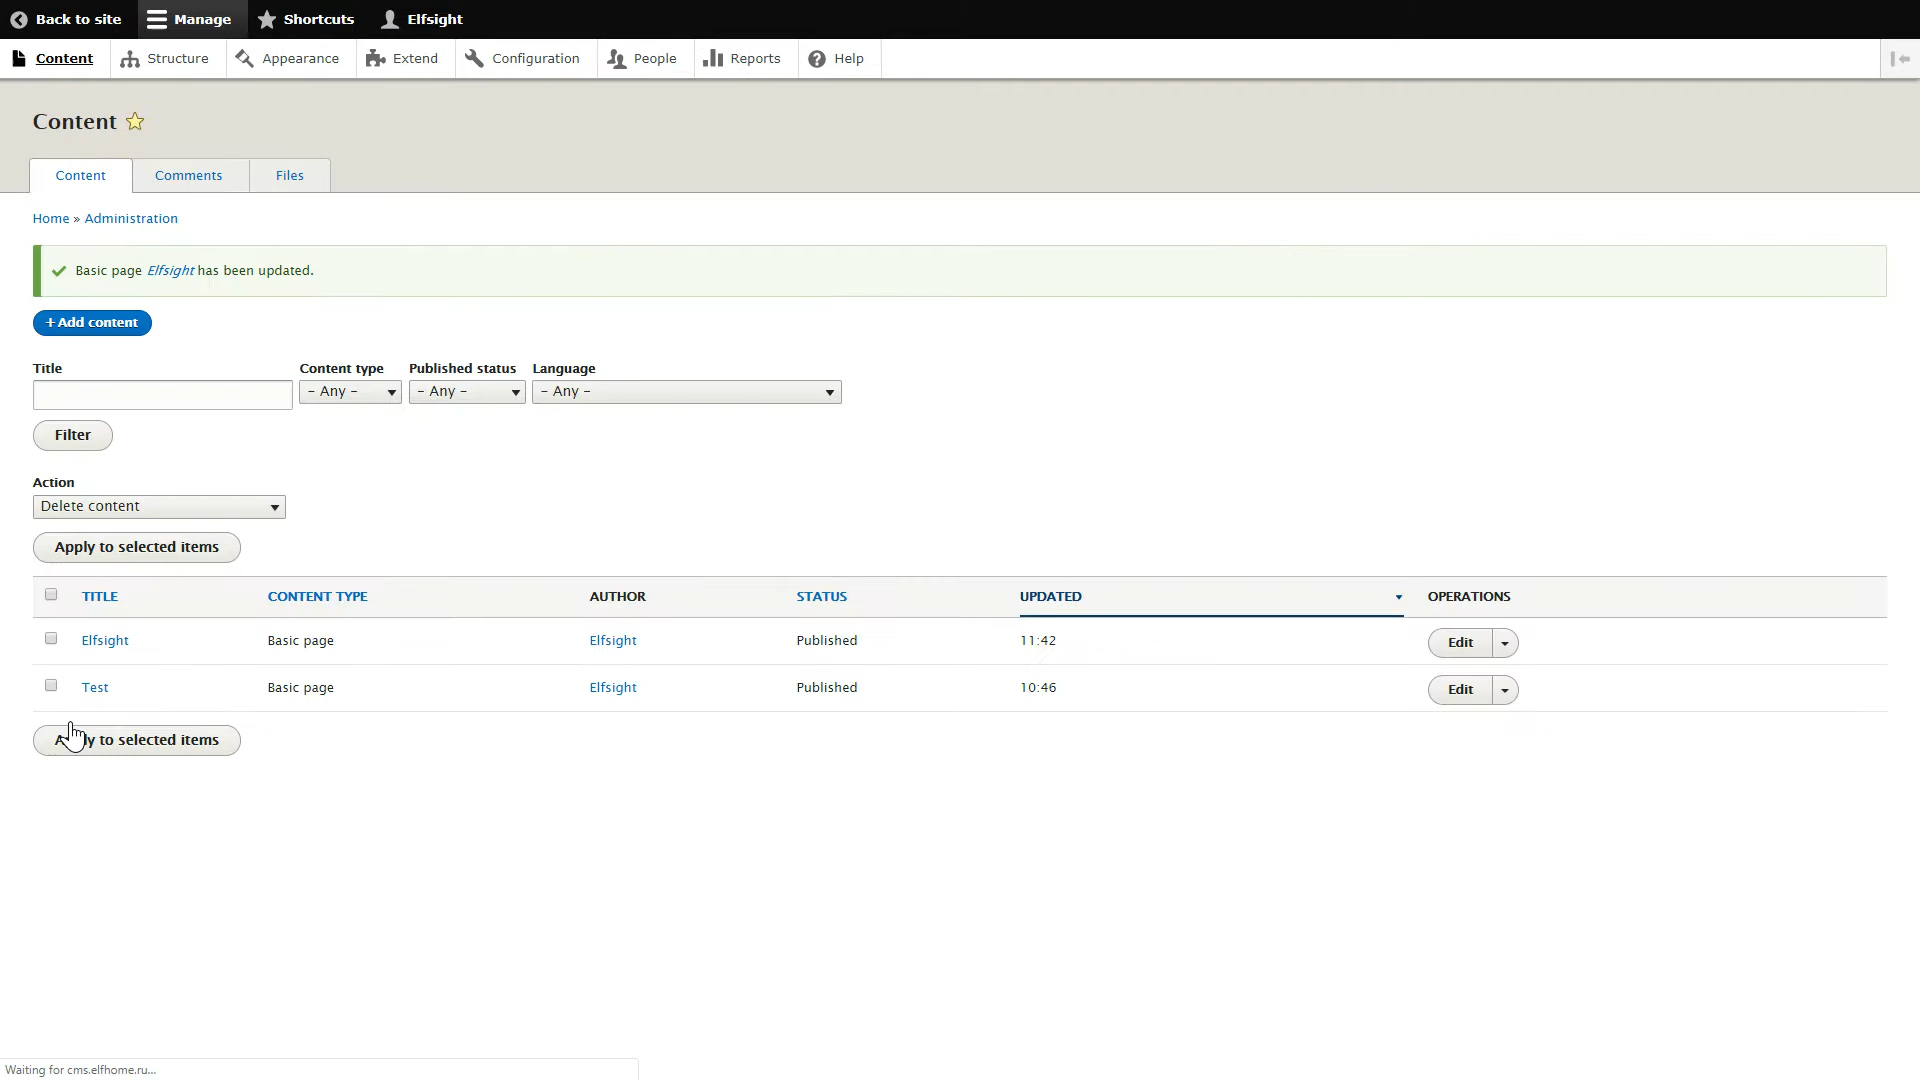 Back to site Manage Shortcuts Elfsight
Content Structure Appearance Extend Configuration People Reports Help
Content
Content Comments Files
Home » Administration
Basic page Elfsight has been updated.
+ Add content
Title Content type Published status Language
- Any - - Any - - Any -
Filter
Action
Delete content
Apply to selected items
TITLE CONTENT TYPE AUTHOR STATUS UPDATED OPERATIONS
Elfsight Basic page Elfsight Published 11:42 Edit
Test Basic page Elfsight Published 10:46 Edit
to selected items
Waiting for cms.elfhome.ru...